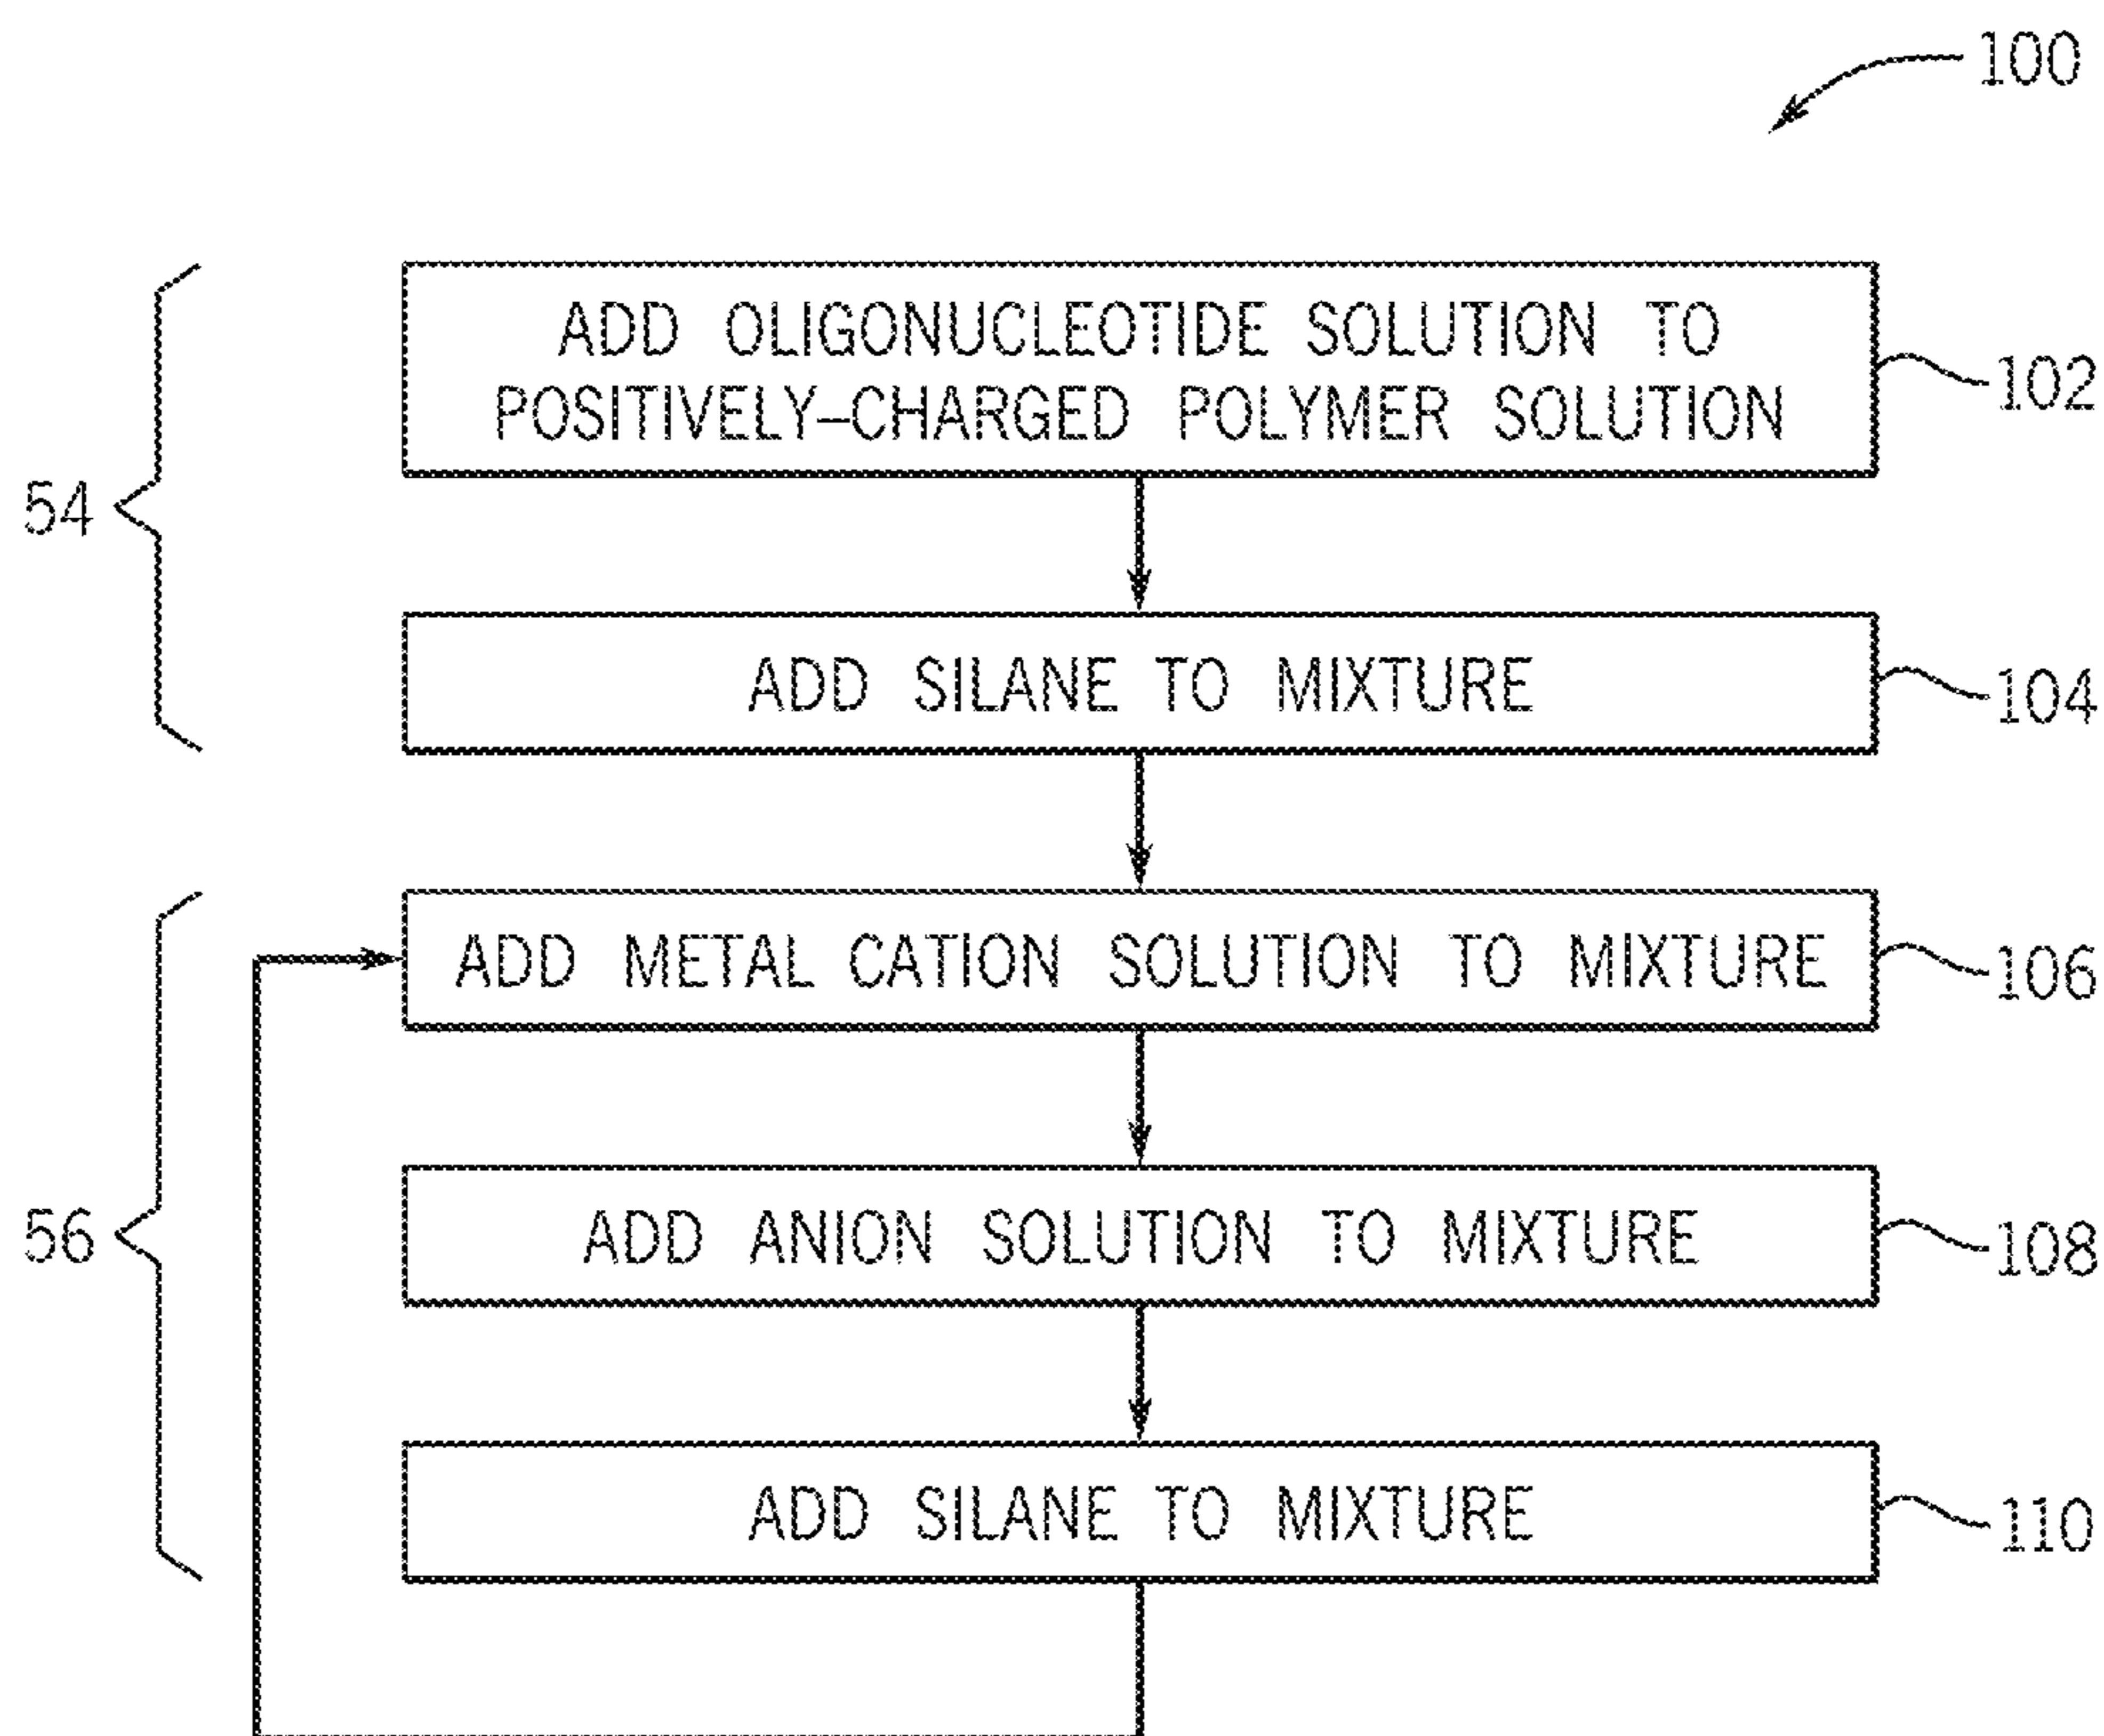 100
ADD OLIGONUCLEOTIDE SOLUTION TO
POSITIVELY-CHARGED POLYMER SOLUTION
102
54
ADD SILANE TO MIXTURE
104
ADD METAL CATION SOLUTION TO MIXTURE
106
56
ADD ANION SOLUTION TO MIXTURE
108
ADD SILANE TO MIXTURE
110